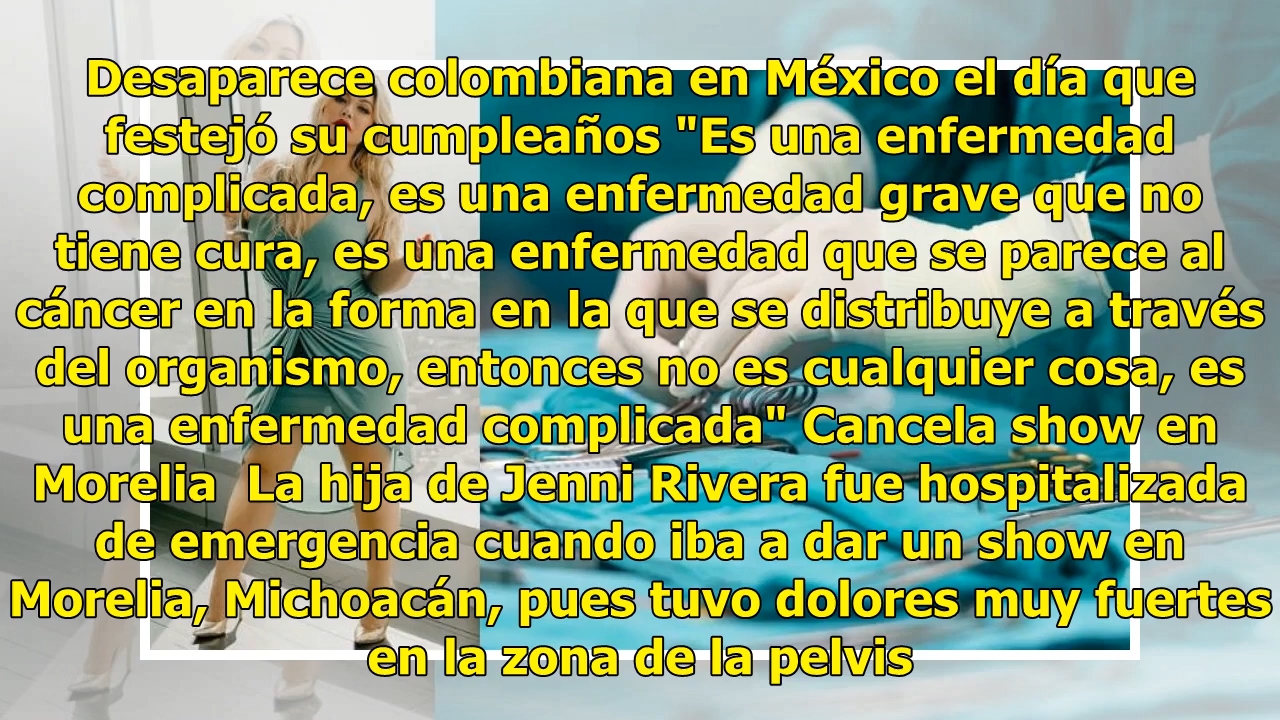 Desaparece colombiana en México el día que
festejó su cumpleaños "Es una enfermedad
complicada, es una enfermedad grave que no
tiene cura, es una enfermedad que se parece al
cáncer en la forma en la que se distribuye a través
del organismo, entonces no es cualquier cosa, es
una enfermedad complicada" Cancela show en
Morelia  La hija de Jenni Rivera fue hospitalizada
de emergencia cuando iba a dar un show en
Morelia, Michoacán, pues tuvo dolores muy fuertes
en la zona de la pelvis